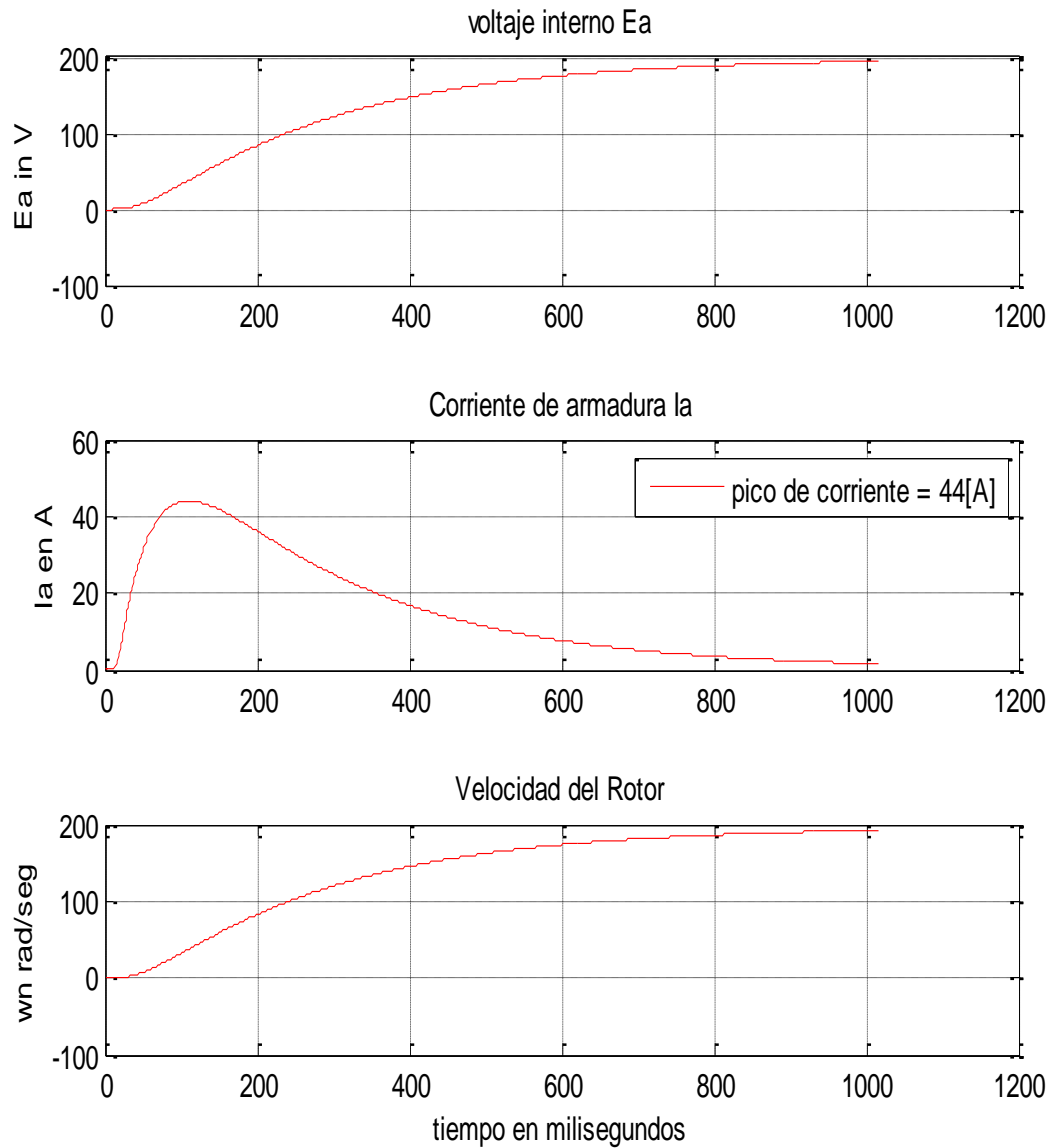 voltaje interno Ea
200
100
0
-100
Ea in V
0 200 400 600 800 1000 1200
Corriente de armadura Ia
60
40
20
0
Ia en A
pico de corriente = 44[A]
0 200 400 600 800 1000 1200
Velocidad del Rotor
200
100
0
-100
wn rad/seg
0 200 400 600 800 1000 1200
tiempo en milisegundos